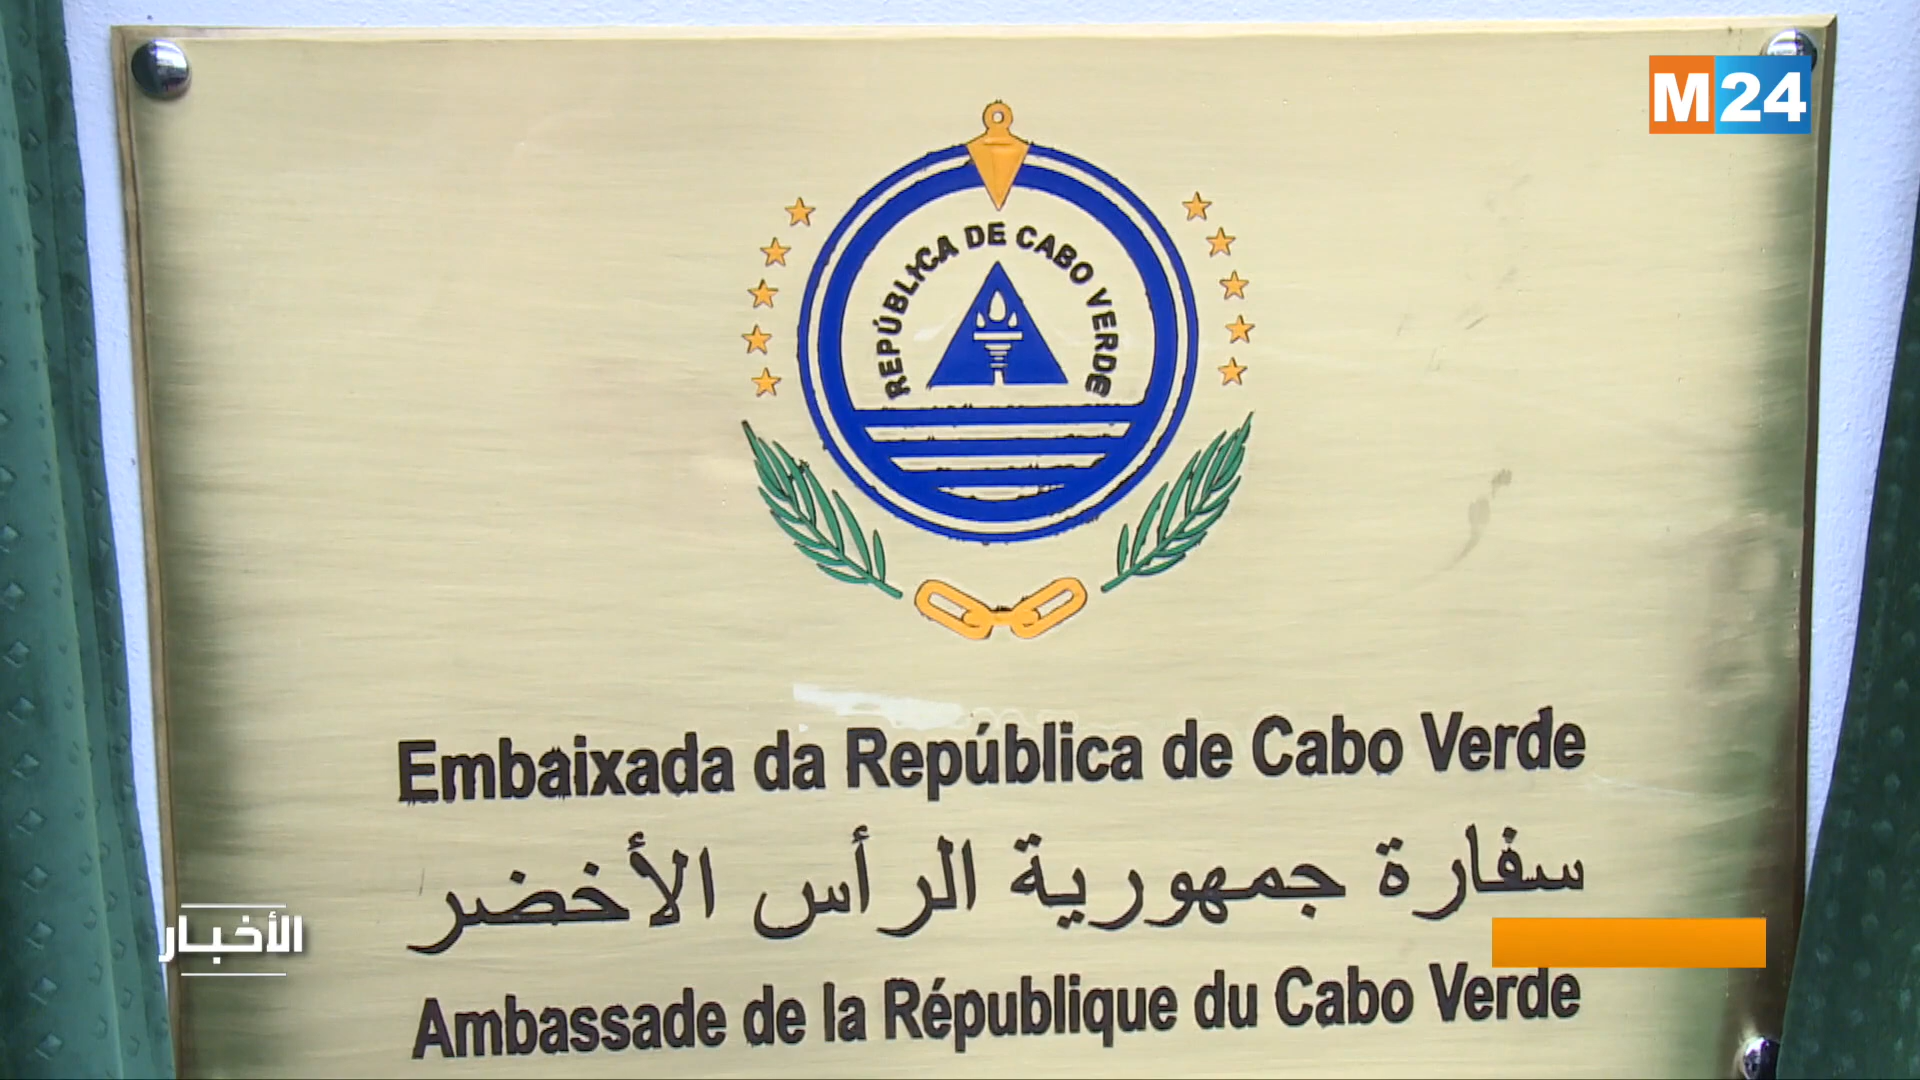 M24
REPÚBLICA DE CABO VERDE
Embaixada da República de Cabo Verde
سفارة جمهورية الرأس الأخضر
الأخبار
Ambassade de la République du Cabo Verde